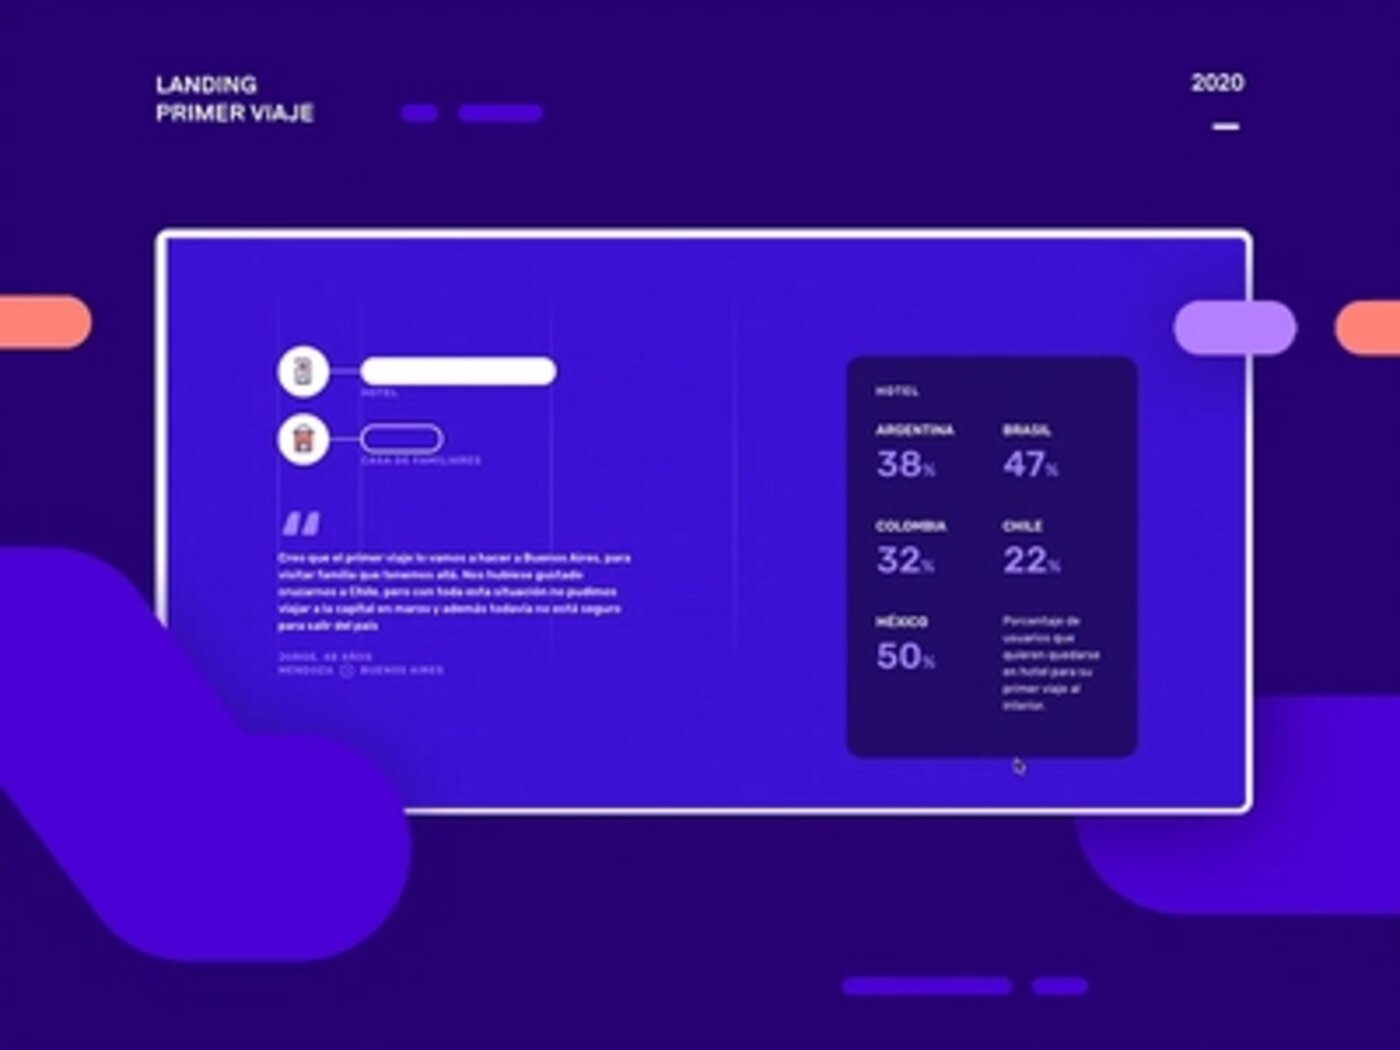 LANDING
PRIMER VIAJE
2020
HOTEL
CASA DE FAMILIARES
Creo que el primer viaje lo vamos a hacer a Buenos Aires, para
visitar familia que tenemos allá. Nos hubiese gustado
cruzarnos a Chile, pero con toda esta situación no pudimos
viajar a la capital en marzo y además todavía no está seguro
para salir del país
JORGE, 48 AÑOS
MENDOZA BUENOS AIRES
HOTEL
ARGENTINA BRASIL
38% 47%
COLOMBIA CHILE
32% 22%
MÉXICO
50%
Porcentaje de
usuarios que
quieren quedarse
en hotel para su
primer viaje al
interior.